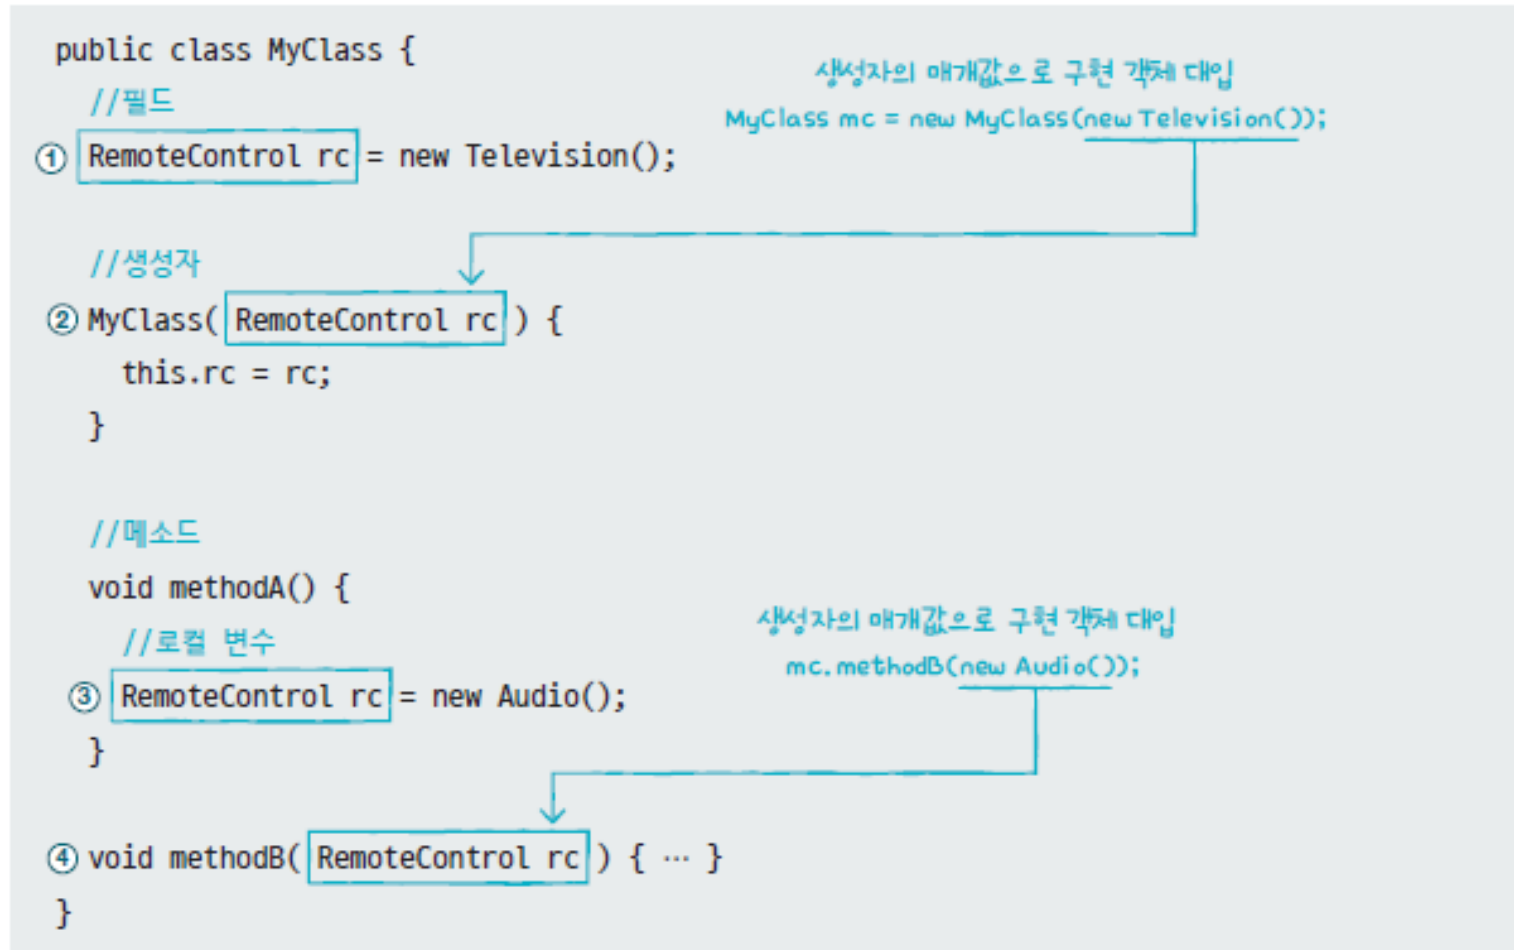 public class MyClass {
//필드
① RemoteControl rc = new Television();
생성자의 매개값으로 구현 객체 대입
MyClass mc = new MyClass(new Television());
//생성자
② MyClass( RemoteControl rc ) {
this.rc = rc;
}
//메소드
void methodA() {
//로컬 변수
③ RemoteControl rc = new Audio();
}
생성자의 매개값으로 구현 객체 대입
mc.methodB(new Audio());
④ void methodB( RemoteControl rc ) { … }
}